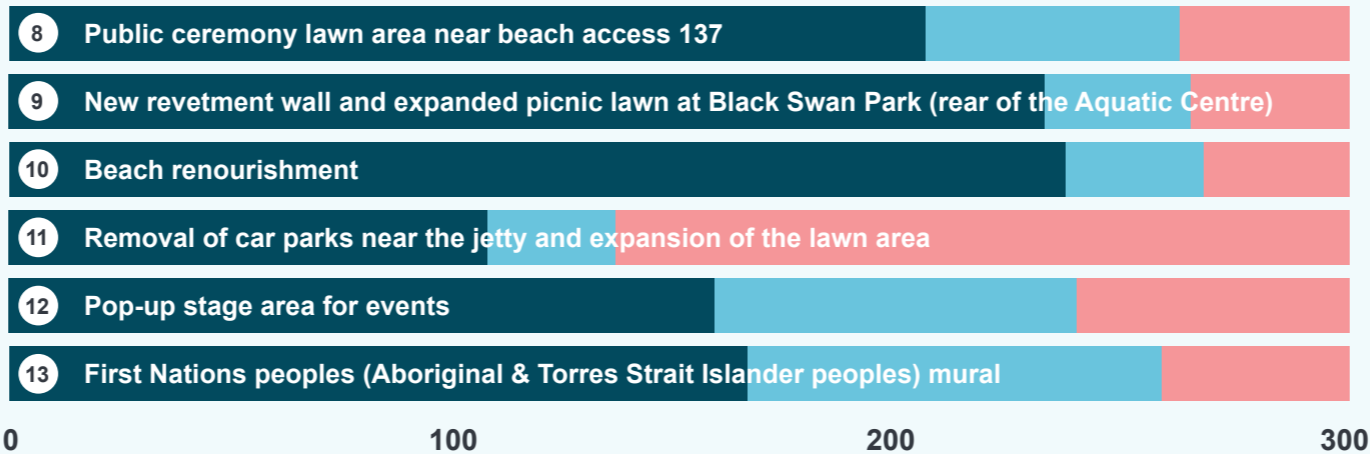 8 Public ceremony lawn area near beach access 137
9 New revetment wall and expanded picnic lawn at Black Swan Park (rear of the Aquatic Centre)
10 Beach renourishment
11 Removal of car parks near the jetty and expansion of the lawn area
12 Pop-up stage area for events
13 First Nations peoples (Aboriginal & Torres Strait Islander peoples) mural
0 100 200 300